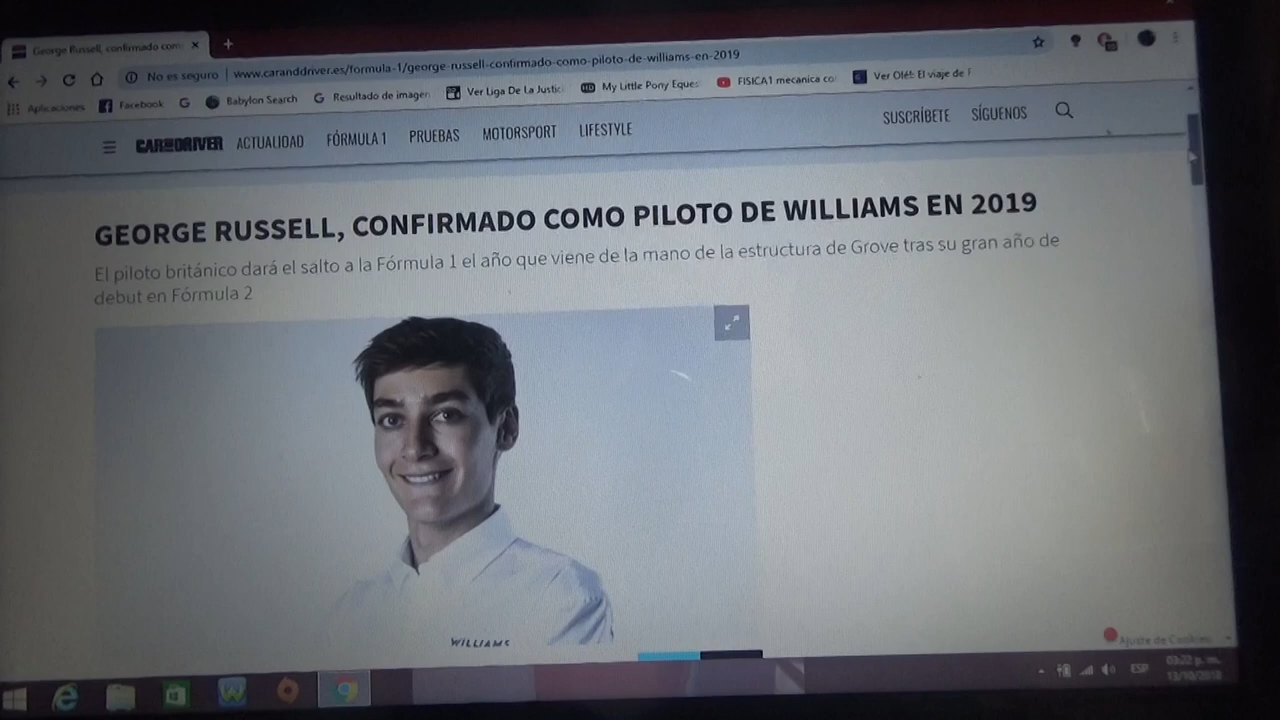 George Russell, confirmado com
No es seguro | www.caranddriver.es/formula-1/george-russell-confirmado-como-piloto-de-williams-en-2019
Aplicaciones Facebook Babylon Search Resultado de imagen Ver Liga De La Justic My Little Pony Eques FISICA1 mecanica co Ver Olé!: El viaje de F
CAR AND DRIVER ACTUALIDAD FÓRMULA 1 PRUEBAS MOTORSPORT LIFESTYLE SUSCRÍBETE SÍGUENOS
GEORGE RUSSELL, CONFIRMADO COMO PILOTO DE WILLIAMS EN 2019
El piloto británico dará el salto a la Fórmula 1 el año que viene de la mano de la estructura de Grove tras su gran año de
debut en Fórmula 2
WILLIAMS
Ajuste de Cookies
ESP 03:22 p. m.
13/10/2018